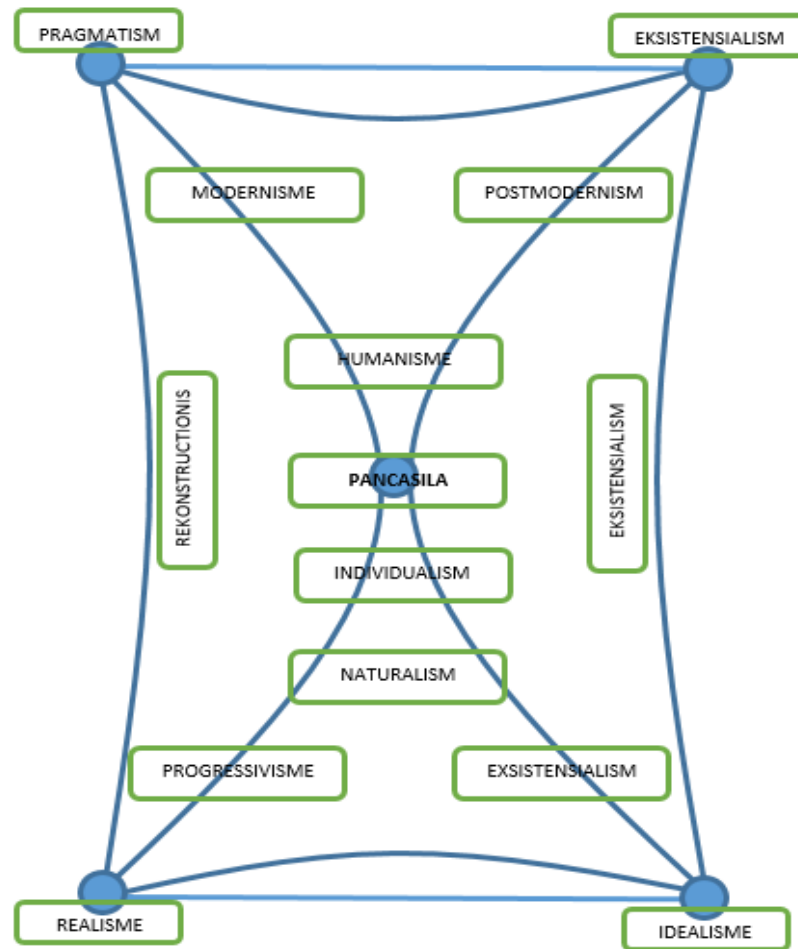 PRAGMATISM
EKSISTENSIALISM
MODERNISME
POSTMODERNISM
HUMANISME
REKONSTRUCTIONIS
EKSISTENSIALISM
PANCASILA
INDIVIDUALISM
NATURALISM
PROGRESSIVISME
EXSISTENSIALISM
REALISME
IDEALISME